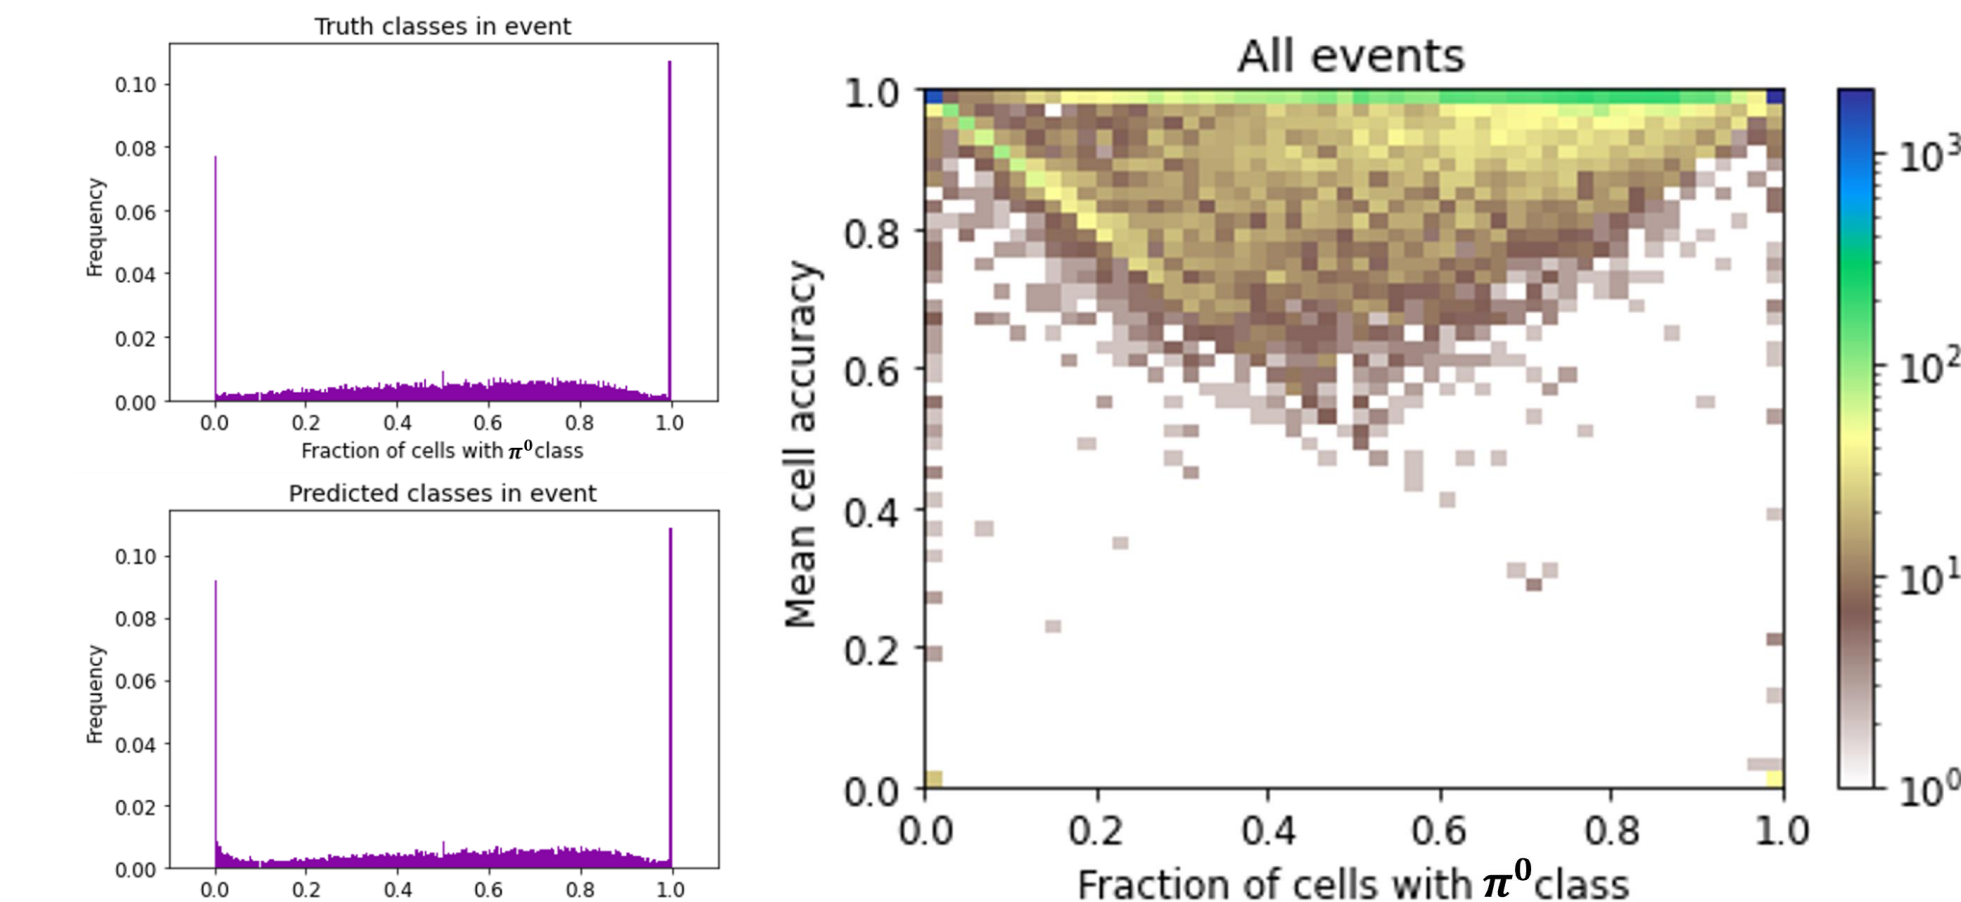 Truth classes in event
0.10
0.08
0.06
0.04
0.02
0.00
Frequency
0.0 0.2 0.4 0.6 0.8 1.0
Fraction of cells with π⁰class
Predicted classes in event
0.10
0.08
0.06
0.04
0.02
0.00
Frequency
0.0 0.2 0.4 0.6 0.8 1.0
All events
1.0
0.8
0.6
0.4
0.2
0.0
Mean cell accuracy
0.0 0.2 0.4 0.6 0.8 1.0
Fraction of cells with π⁰class
10³
10²
10¹
10⁰